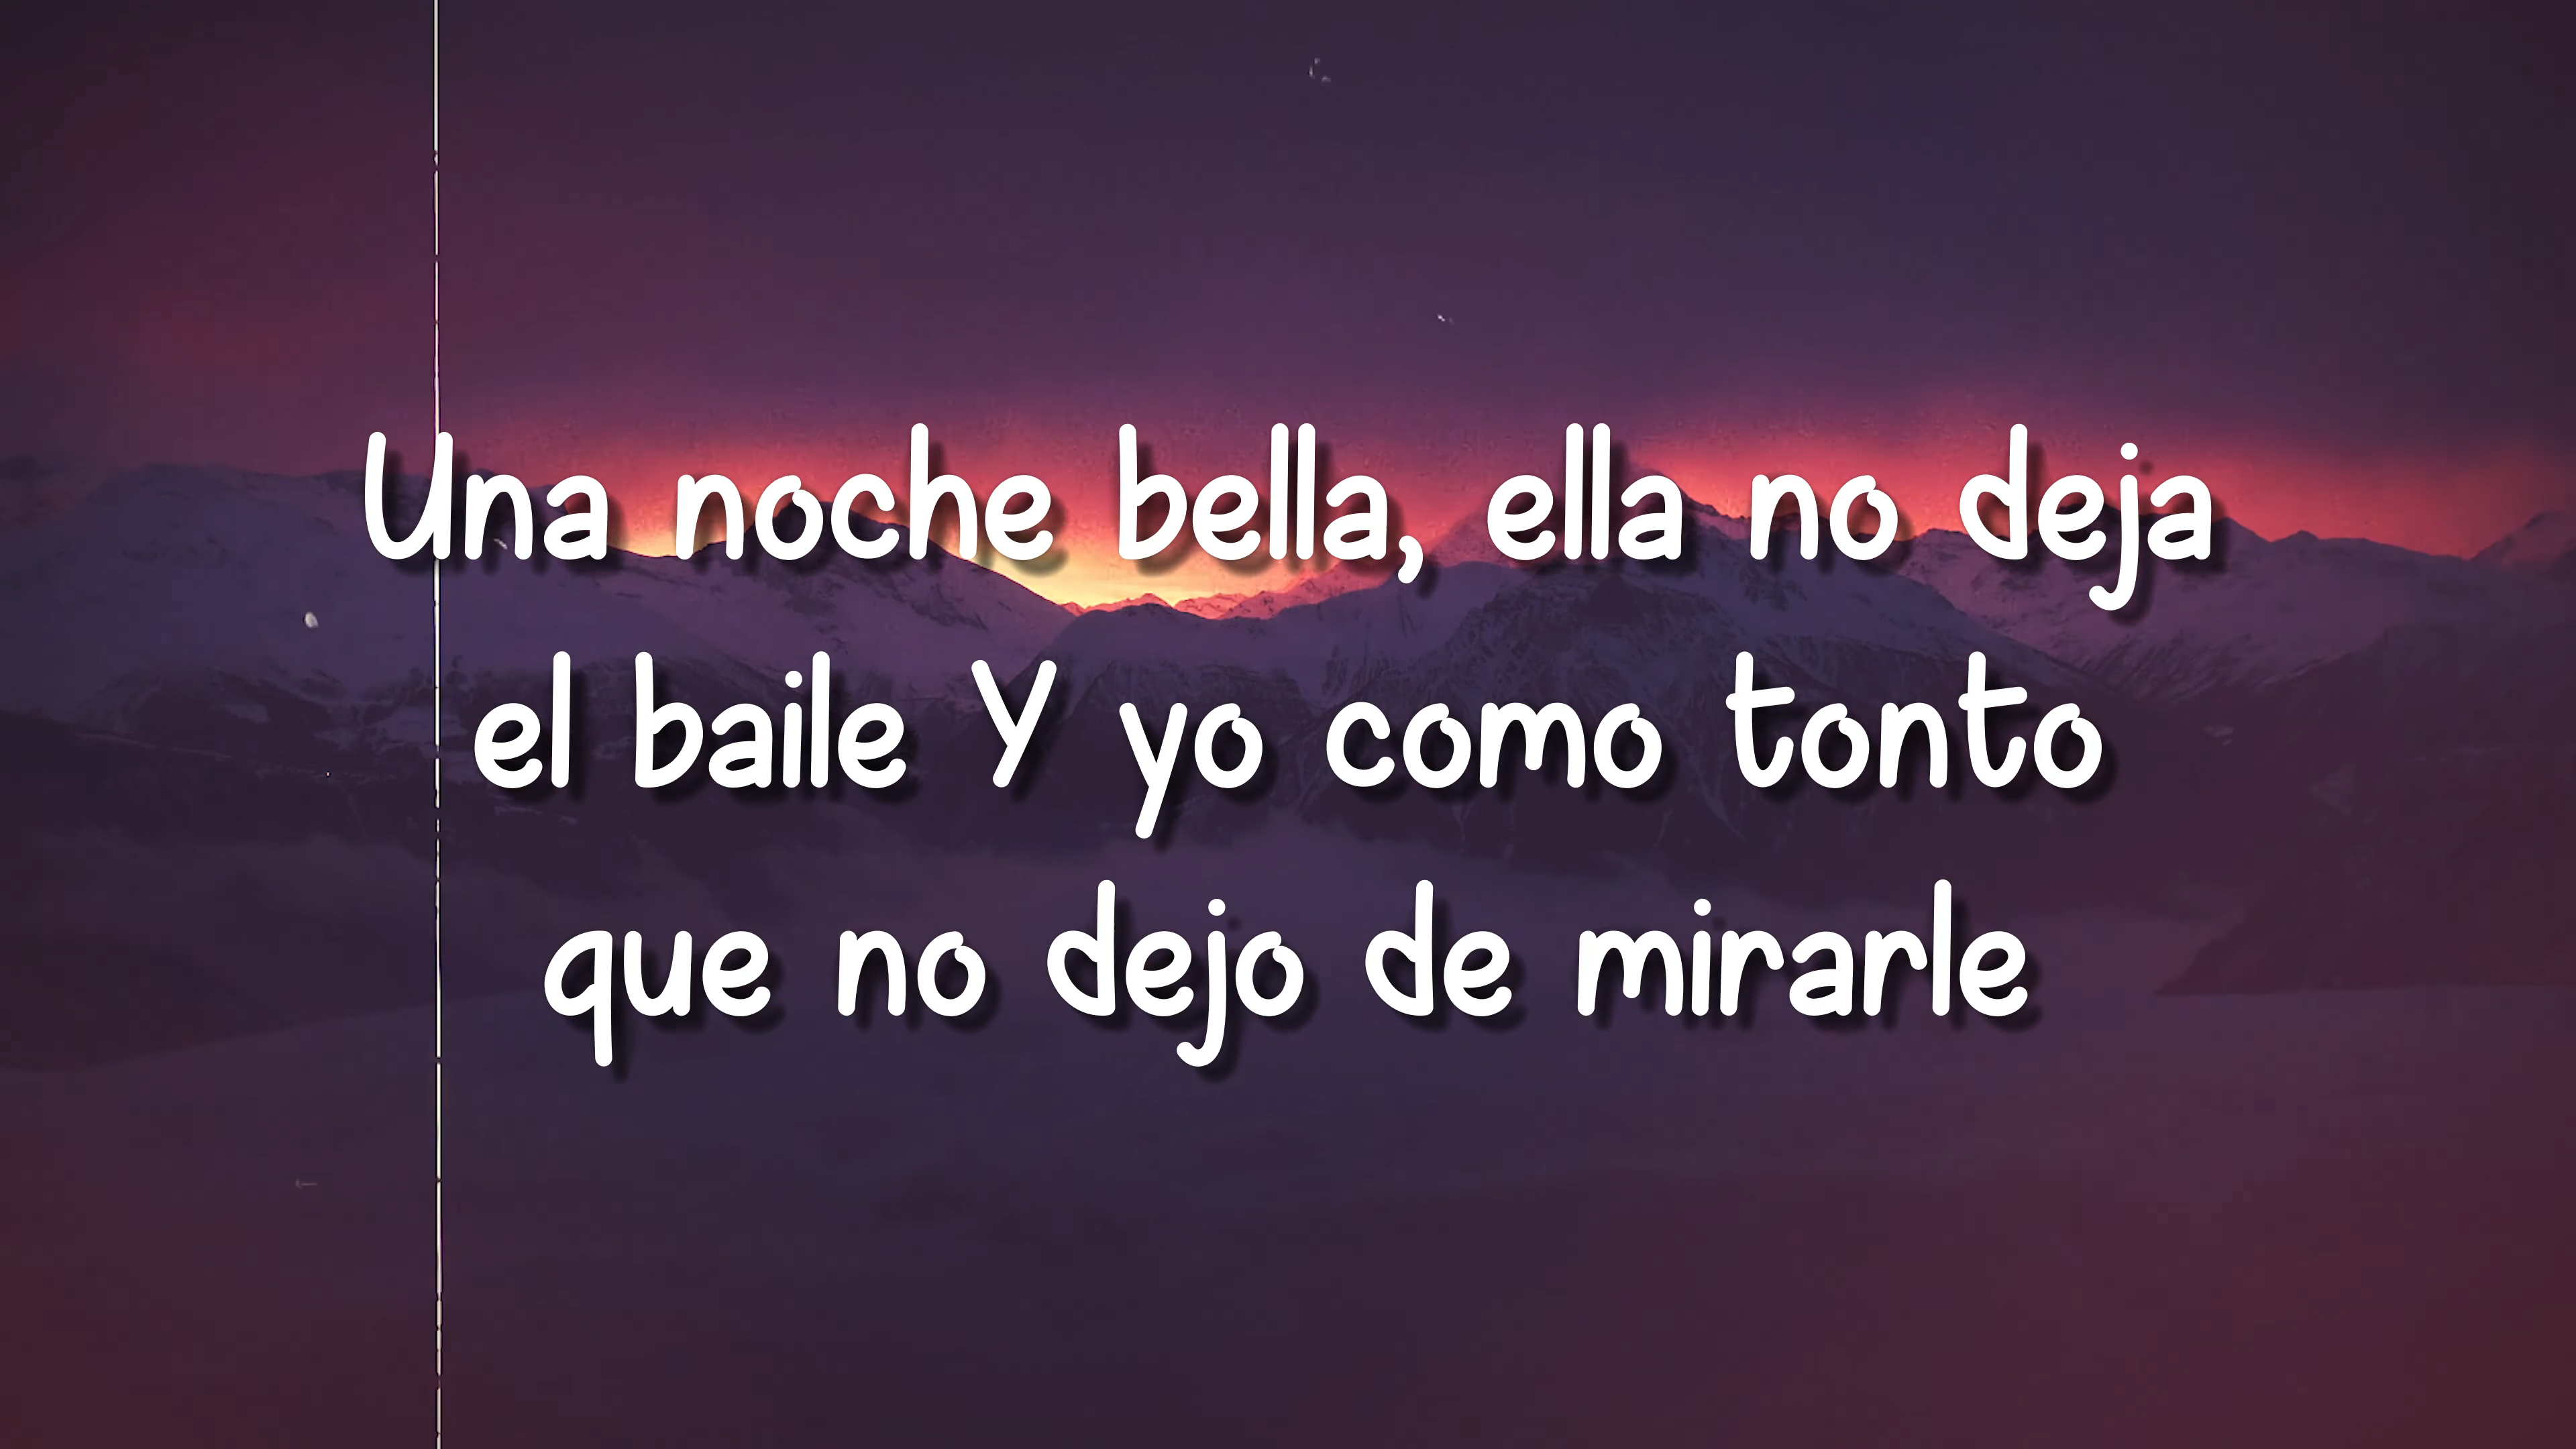 Una noche bella, ella no deja
el baile Y yo como tonto
que no dejo de mirarle